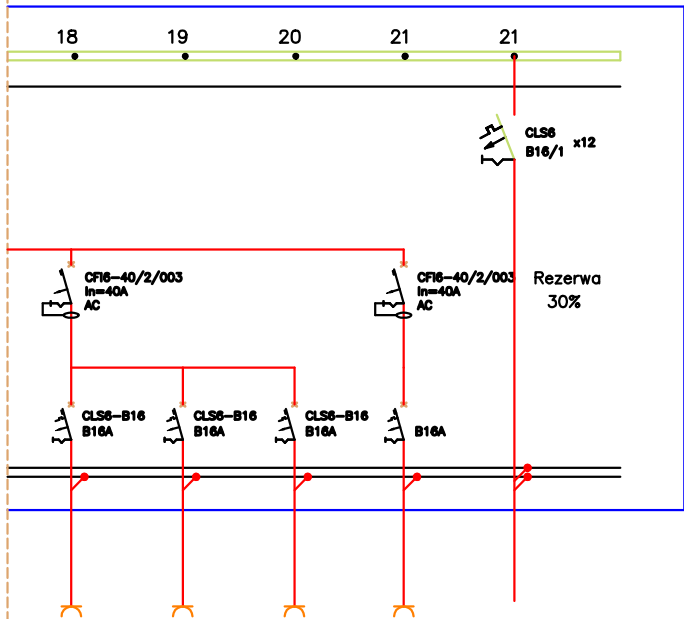 18 19 20 21 21
CLS6
B16/1 x12
CFI6-40/2/003
In=40A
AC
CFI6-40/2/003
In=40A
AC
Rezerwa
30%
CLS6-B16
B16A
CLS6-B16
B16A
CLS6-B16
B16A
B16A